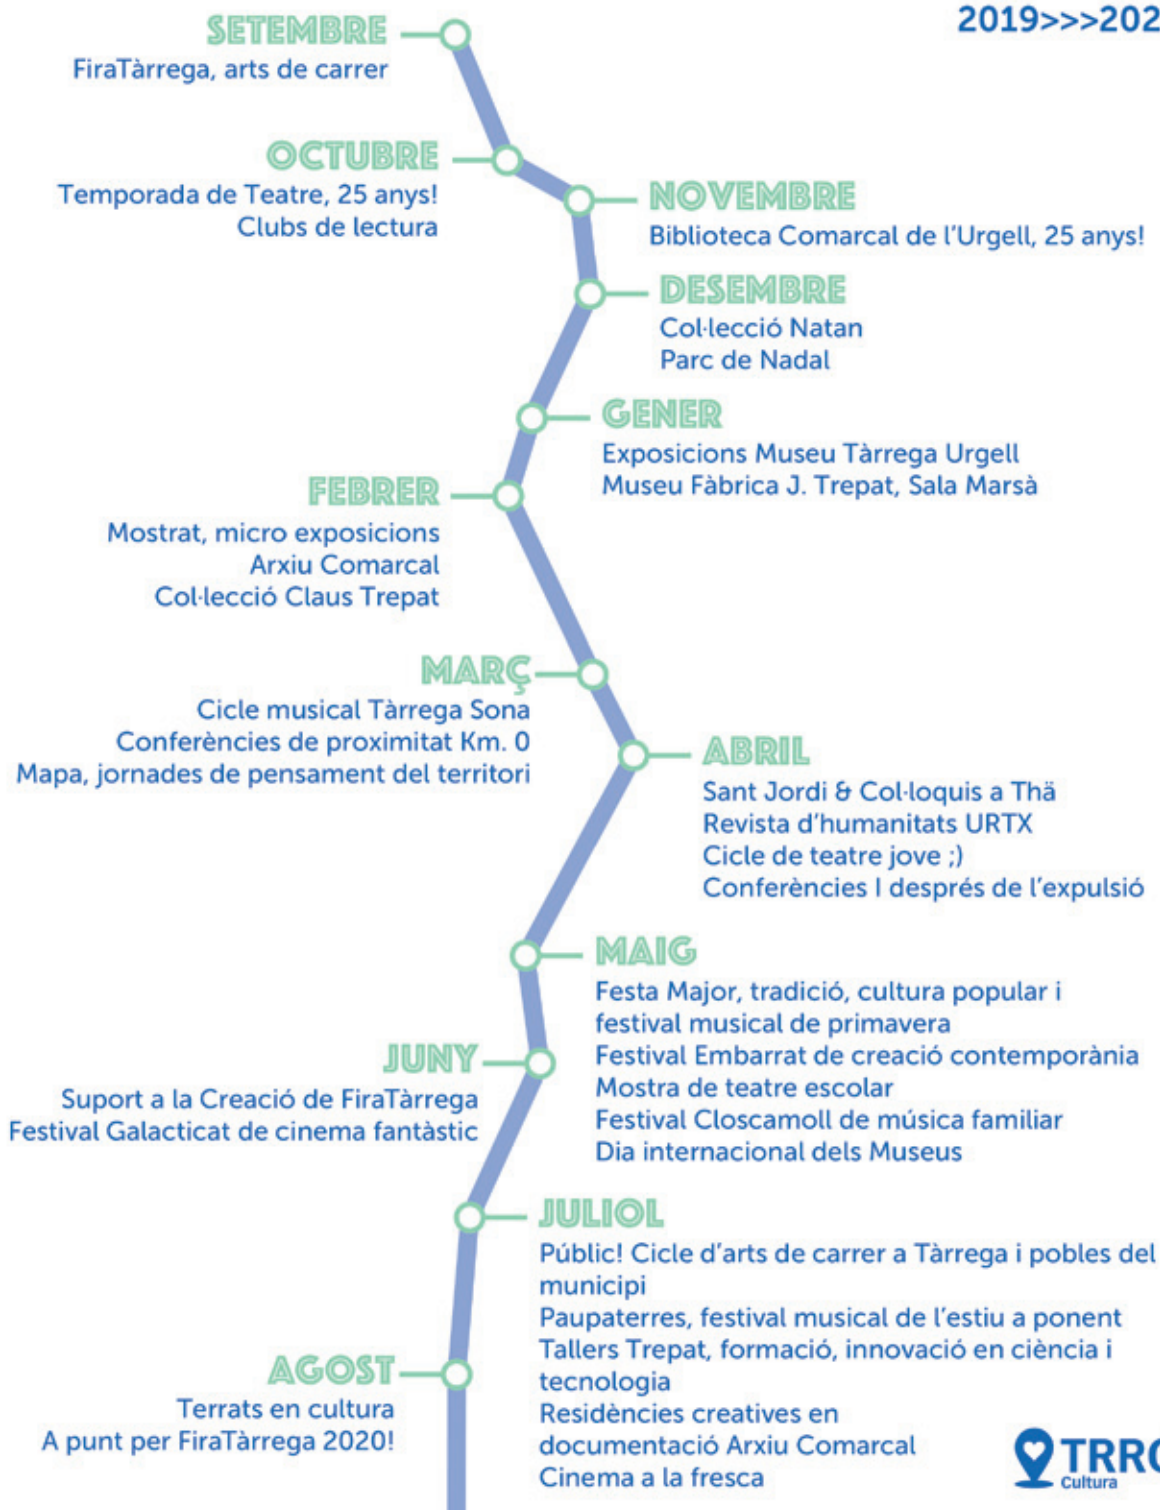 2019>>>202
SETEMBRE
FiraTàrrega, arts de carrer
OCTUBRE
Temporada de Teatre, 25 anys!
Clubs de lectura
NOVEMBRE
Biblioteca Comarcal de l'Urgell, 25 anys!
DESEMBRE
Col·lecció Natan
Parc de Nadal
GENER
Exposicions Museu Tàrrega Urgell
Museu Fàbrica J. Trepat, Sala Marsà
FEBRER
Mostrat, micro exposicions
Arxiu Comarcal
Col·lecció Claus Trepat
MARÇ
Cicle musical Tàrrega Sona
Conferències de proximitat Km. 0
Mapa, jornades de pensament del territori
ABRIL
Sant Jordi & Col·loquis a Thä
Revista d'humanitats URTX
Cicle de teatre jove ;)
Conferències I després de l'expulsió
MAIG
Festa Major, tradició, cultura popular i
festival musical de primavera
Festival Embarrat de creació contemporània
Mostra de teatre escolar
Festival Closcamoll de música familiar
Dia internacional dels Museus
JUNY
Suport a la Creació de FiraTàrrega
Festival Galacticat de cinema fantàstic
JULIOL
Públic! Cicle d'arts de carrer a Tàrrega i pobles del
municipi
Paupaterres, festival musical de l'estiu a ponent
Tallers Trepat, formació, innovació en ciència i
tecnologia
Residències creatives en
documentació Arxiu Comarcal
Cinema a la fresca
AGOST
Terrats en cultura
A punt per FiraTàrrega 2020!
TRRG
Cultura